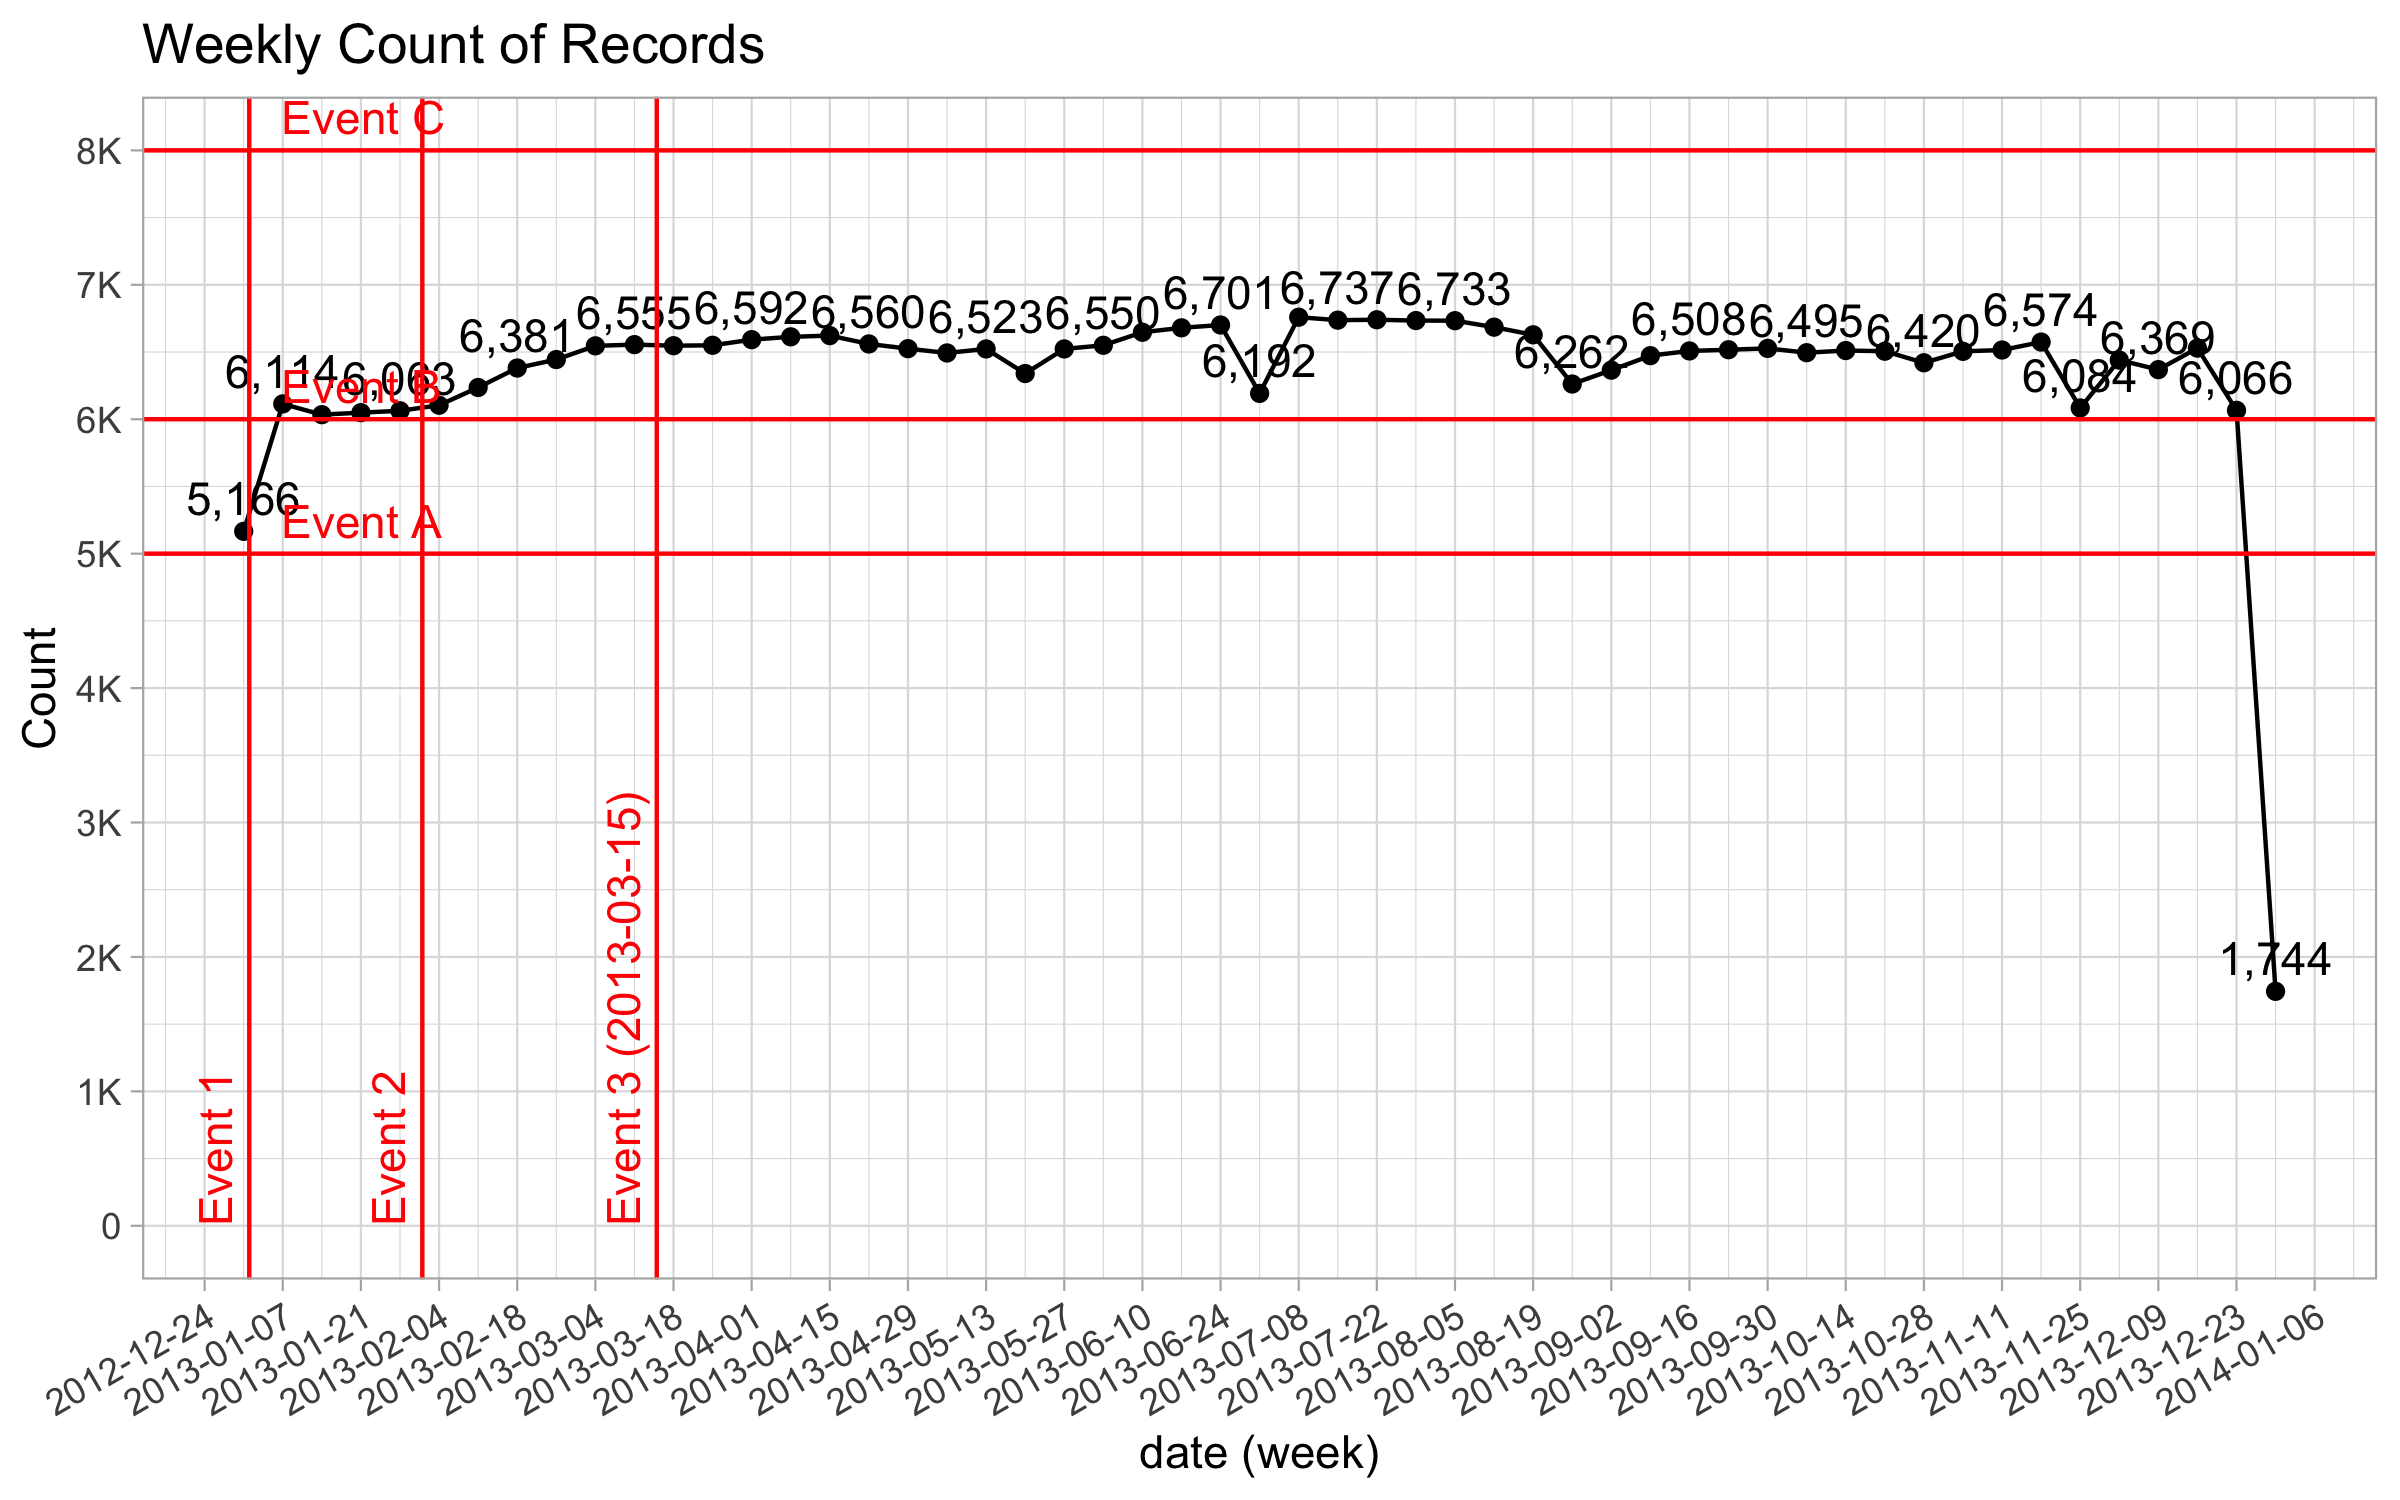 Weekly Count of Records
Event C
8K
7K
6,701 6,737 6,733
6,555 6,592 6,560 6,523 6,550 6,508 6,495 6,420 6,574
6,381 6,192 6,262 6,369
6,114 6,063 6,084 6,066
Event B
6K
5,166
Event A
5K
4K
3K
2K
1,744
1K
0
Event 1
Event 2
Event 3 (2013-03-15)
Count
2012-12-24
2013-01-07
2013-01-21
2013-02-04
2013-02-18
2013-03-04
2013-03-18
2013-04-01
2013-04-15
2013-04-29
2013-05-13
2013-05-27
2013-06-10
2013-06-24
2013-07-08
2013-07-22
2013-08-05
2013-08-19
2013-09-02
2013-09-16
2013-09-30
2013-10-14
2013-10-28
2013-11-11
2013-11-25
2013-12-09
2013-12-23
2014-01-06
date (week)